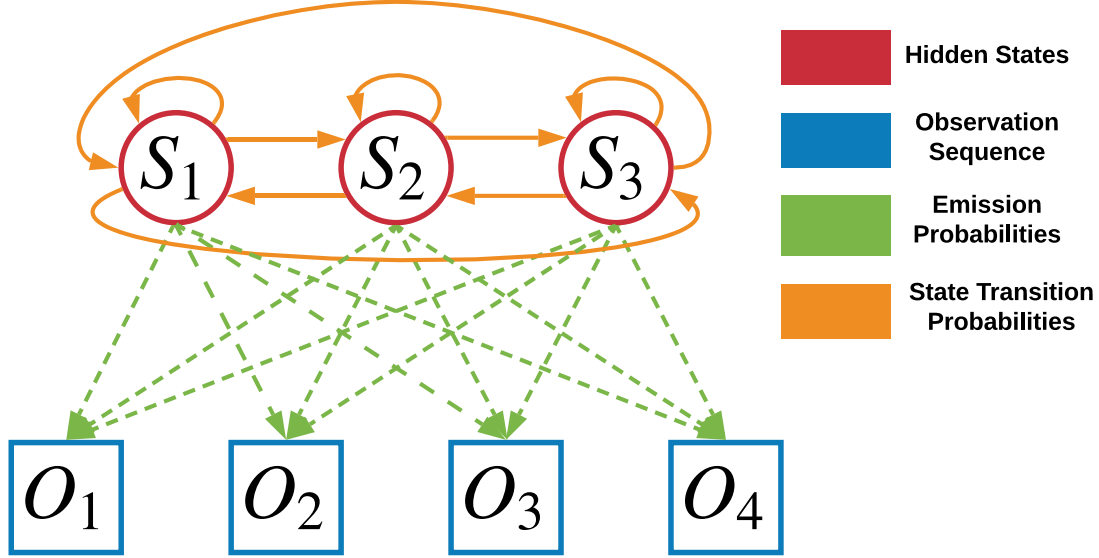 Hidden States
Observation
Sequence
Emission
Probabilities
State Transition
Probabilities
S1 S2 S3
O1 O2 O3 O4